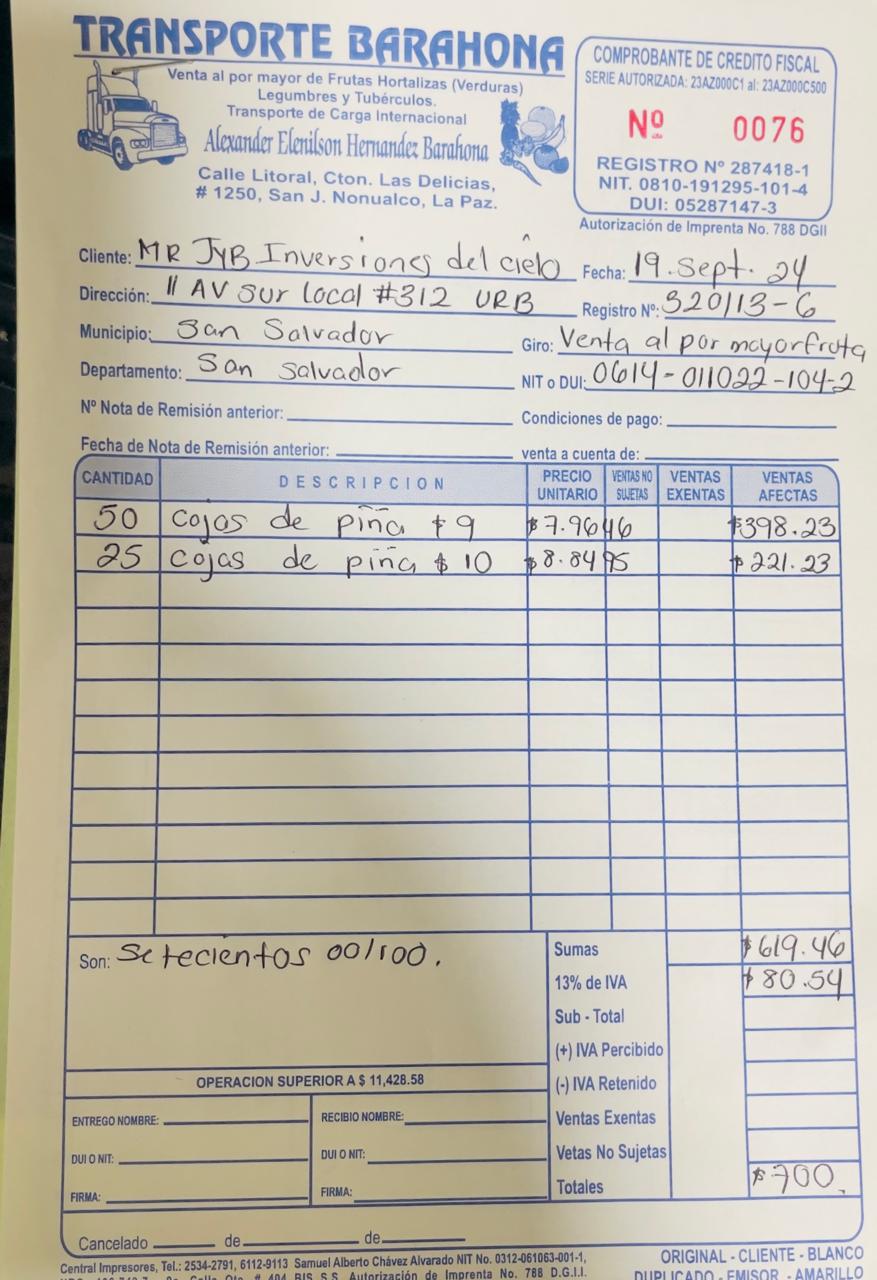 TRANSPORTE BARAHONA
Venta al por mayor de Frutas Hortalizas (Verduras)
Legumbres y Tubérculos.
Transporte de Carga Internacional
Alexander Elenilson Hernandez Barahona
Calle Litoral, Cton. Las Delicias,
# 1250, San J. Nonualco, La Paz.
COMPROBANTE DE CREDITO FISCAL
SERIE AUTORIZADA: 23AZ000C1 al: 23AZ000C500
Nº 0076
REGISTRO Nº 287418-1
NIT. 0810-191295-101-4
DUI: 05287147-3
Autorización de Imprenta No. 788 DGII
Cliente: MR JYB Inversiones del cielo Fecha: 19.Sept.24
Dirección: 11 AV Sur Local #312 URB Registro Nº: 320113-6
Municipio: San Salvador Giro: Venta al por mayor fruta
Departamento: San Salvador NIT o DUI: 0614-011022-104-2
Nº Nota de Remisión anterior: Condiciones de pago:
Fecha de Nota de Remisión anterior: venta a cuenta de:
CANTIDAD DESCRIPCION PRECIO UNITARIO VENTAS NO SUJETAS VENTAS EXENTAS VENTAS AFECTAS
50 cajas de piña $ 9 $7.9646 $398.23
25 cajas de piña $ 10 $8.8495 $221.23
Son: Setecientos 00/100.
Sumas $619.46
13% de IVA $80.54
Sub - Total
(+) IVA Percibido
(-) IVA Retenido
Ventas Exentas
Vetas No Sujetas
Totales $700.
OPERACION SUPERIOR A $ 11,428.58
ENTREGO NOMBRE: RECIBIO NOMBRE:
DUI O NIT: DUI O NIT:
FIRMA: FIRMA:
Cancelado de de
Central Impresores, Tel.: 2534-2791, 6112-9113 Samuel Alberto Chávez Alvarado NIT No. 0312-061063-001-1,
404 BIS S.S. Autorización de Imprenta No. 788 D.G.I.I.
ORIGINAL - CLIENTE - BLANCO
DUPLICADO - EMISOR - AMARILLO